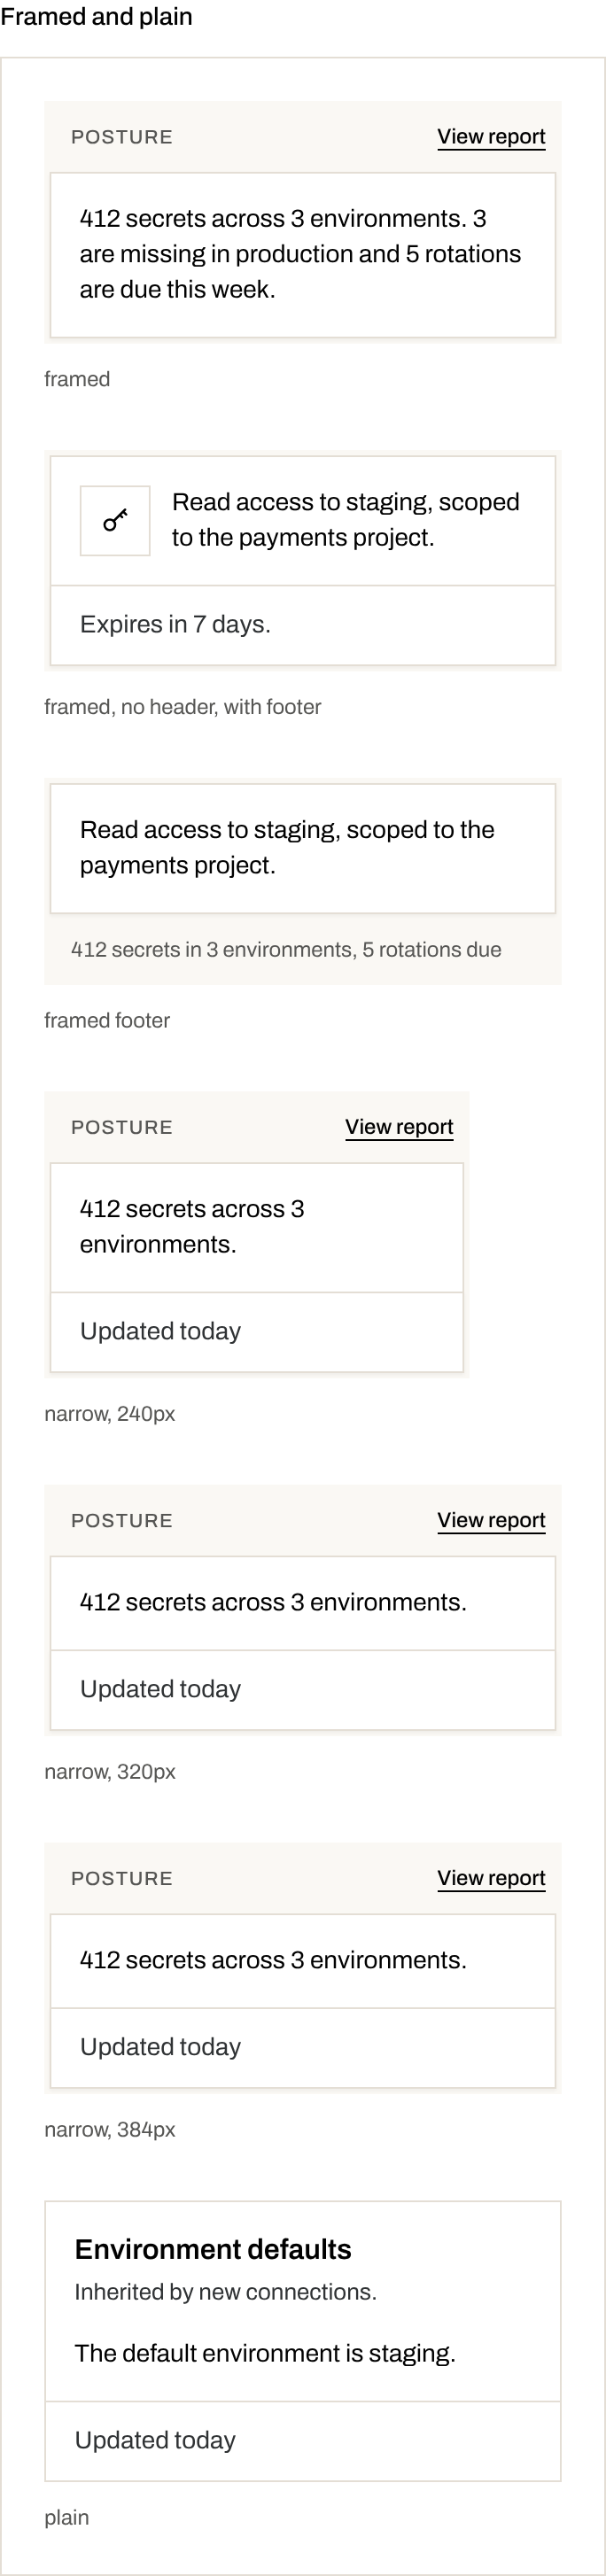 Framed and plain
POSTURE
View report
412 secrets across 3 environments. 3
are missing in production and 5 rotations
are due this week.
framed
Read access to staging, scoped
to the payments project.
Expires in 7 days.
framed, no header, with footer
Read access to staging, scoped to the
payments project.
412 secrets in 3 environments, 5 rotations due
framed footer
POSTURE
View report
412 secrets across 3
environments.
Updated today
narrow, 240px
POSTURE
View report
412 secrets across 3 environments.
Updated today
narrow, 320px
POSTURE
View report
412 secrets across 3 environments.
Updated today
narrow, 384px
Environment defaults
Inherited by new connections.
The default environment is staging.
Updated today
plain